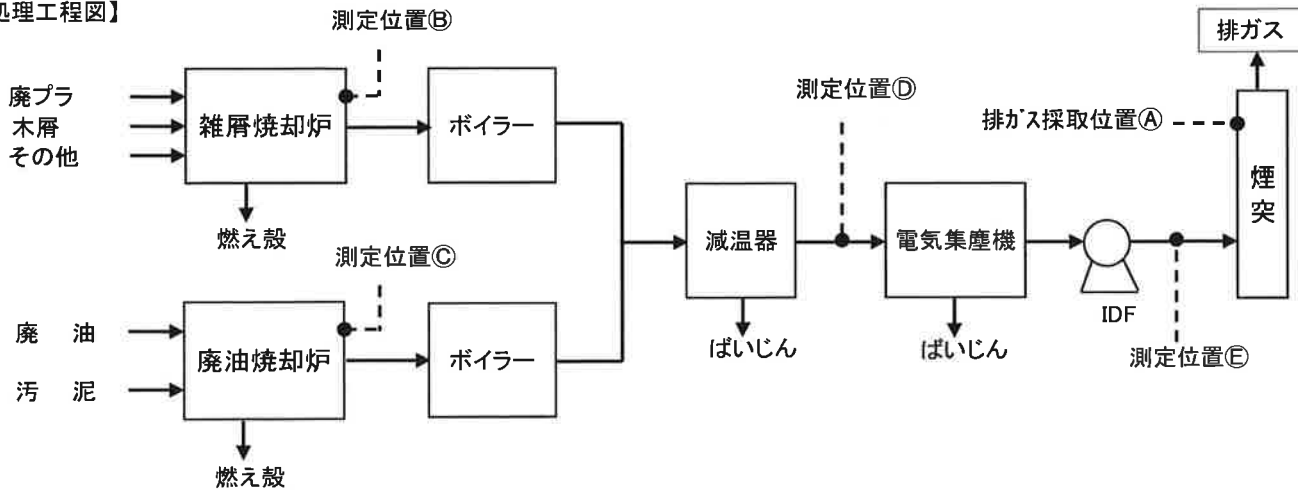 処理工程図】
測定位置Ⓑ
排ガス
廃プラ
木屑
その他
雑屑焼却炉
ボイラー
測定位置Ⓓ
排ガス採取位置Ⓐ
煙突
燃え殻
減温器
電気集塵機
IDF
測定位置Ⓒ
ばいじん
ばいじん
測定位置Ⓔ
廃 油
汚 泥
廃油焼却炉
ボイラー
燃え殻